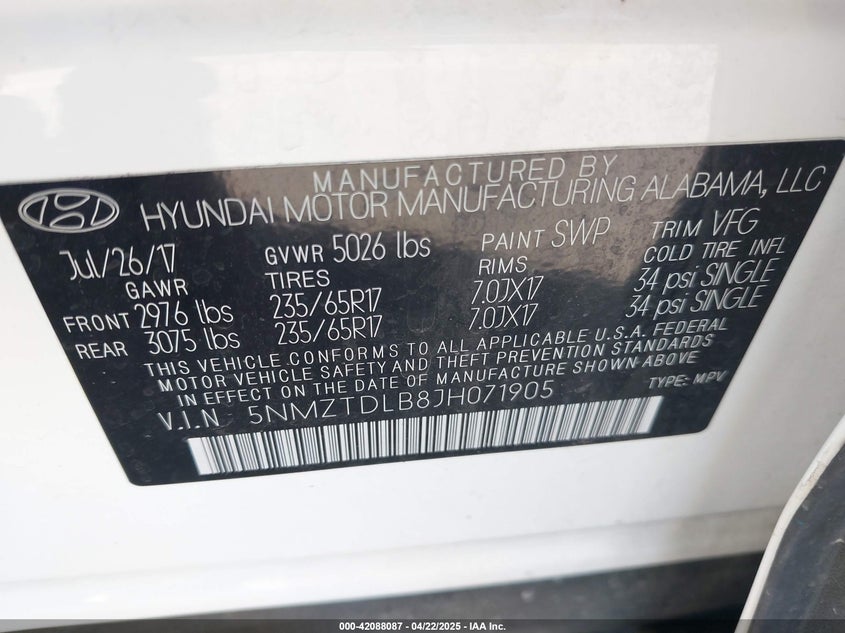 MANUFACTURED BY
HYUNDAI MOTOR MANUFACTURING ALABAMA, LLC
Jul/26/17 GVWR 5026 lbs PAINT SWP TRIM VFG
GAWR TIRES RIMS COLD TIRE INFL
FRONT 2976 lbs 235/65R17 7.0JX17 34 psi SINGLE
REAR 3075 lbs 235/65R17 7.0JX17 34 psi SINGLE
THIS VEHICLE CONFORMS TO ALL APPLICABLE U.S.A. FEDERAL
MOTOR VEHICLE SAFETY AND THEFT PREVENTION STANDARDS
IN EFFECT ON THE DATE OF MANUFACTURE SHOWN ABOVE
V.I.N 5NMZTDLB8JH071905 TYPE: MPV
000-42088087 - 04/22/2025 - IAA Inc.